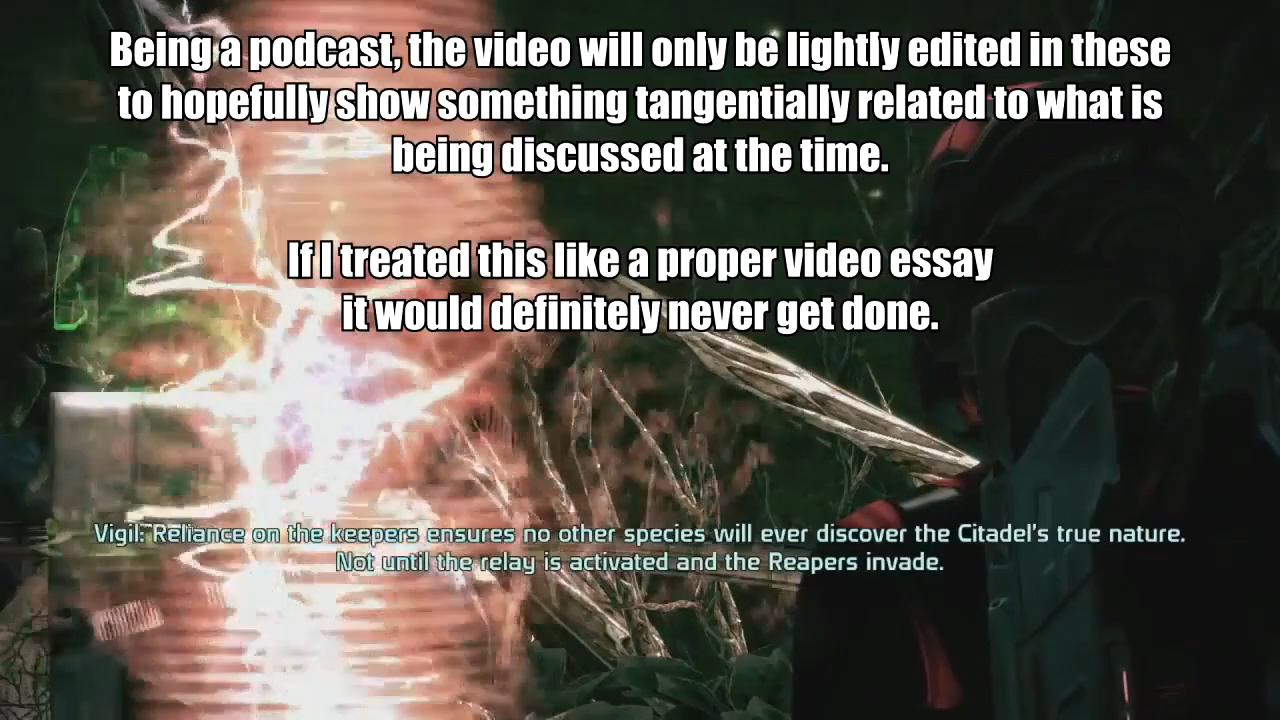 Being a podcast, the video will only be lightly edited in these
to hopefully show something tangentially related to what is
being discussed at the time.
If I treated this like a proper video essay
it would definitely never get done.
Vigil: Reliance on the keepers ensures no other species will ever discover the Citadel's true nature.
Not until the relay is activated and the Reapers invade.